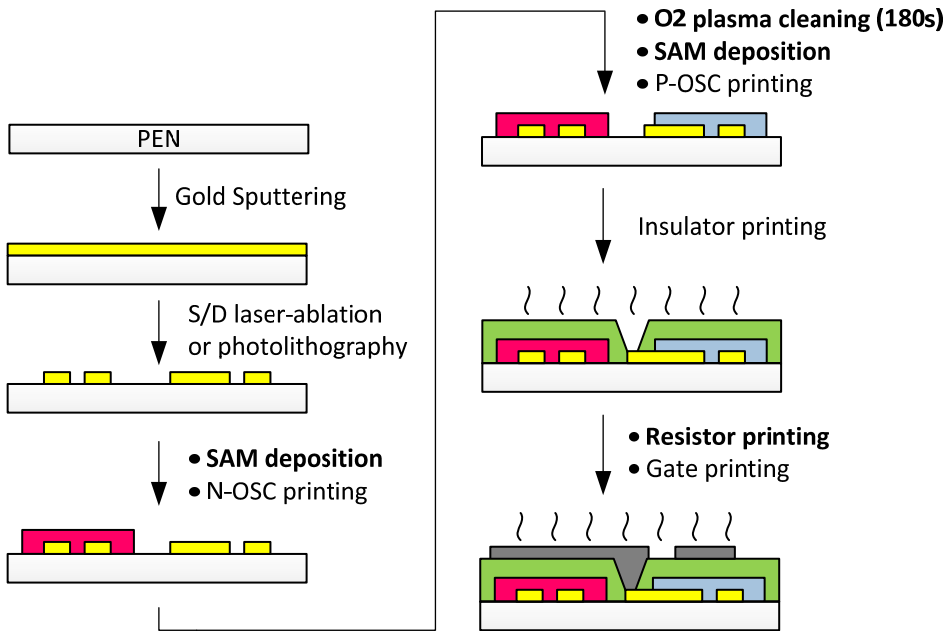 PEN
Gold Sputtering
S/D laser-ablation
or photolithography
• SAM deposition
• N-OSC printing
• O2 plasma cleaning (180s)
• SAM deposition
• P-OSC printing
Insulator printing
• Resistor printing
• Gate printing